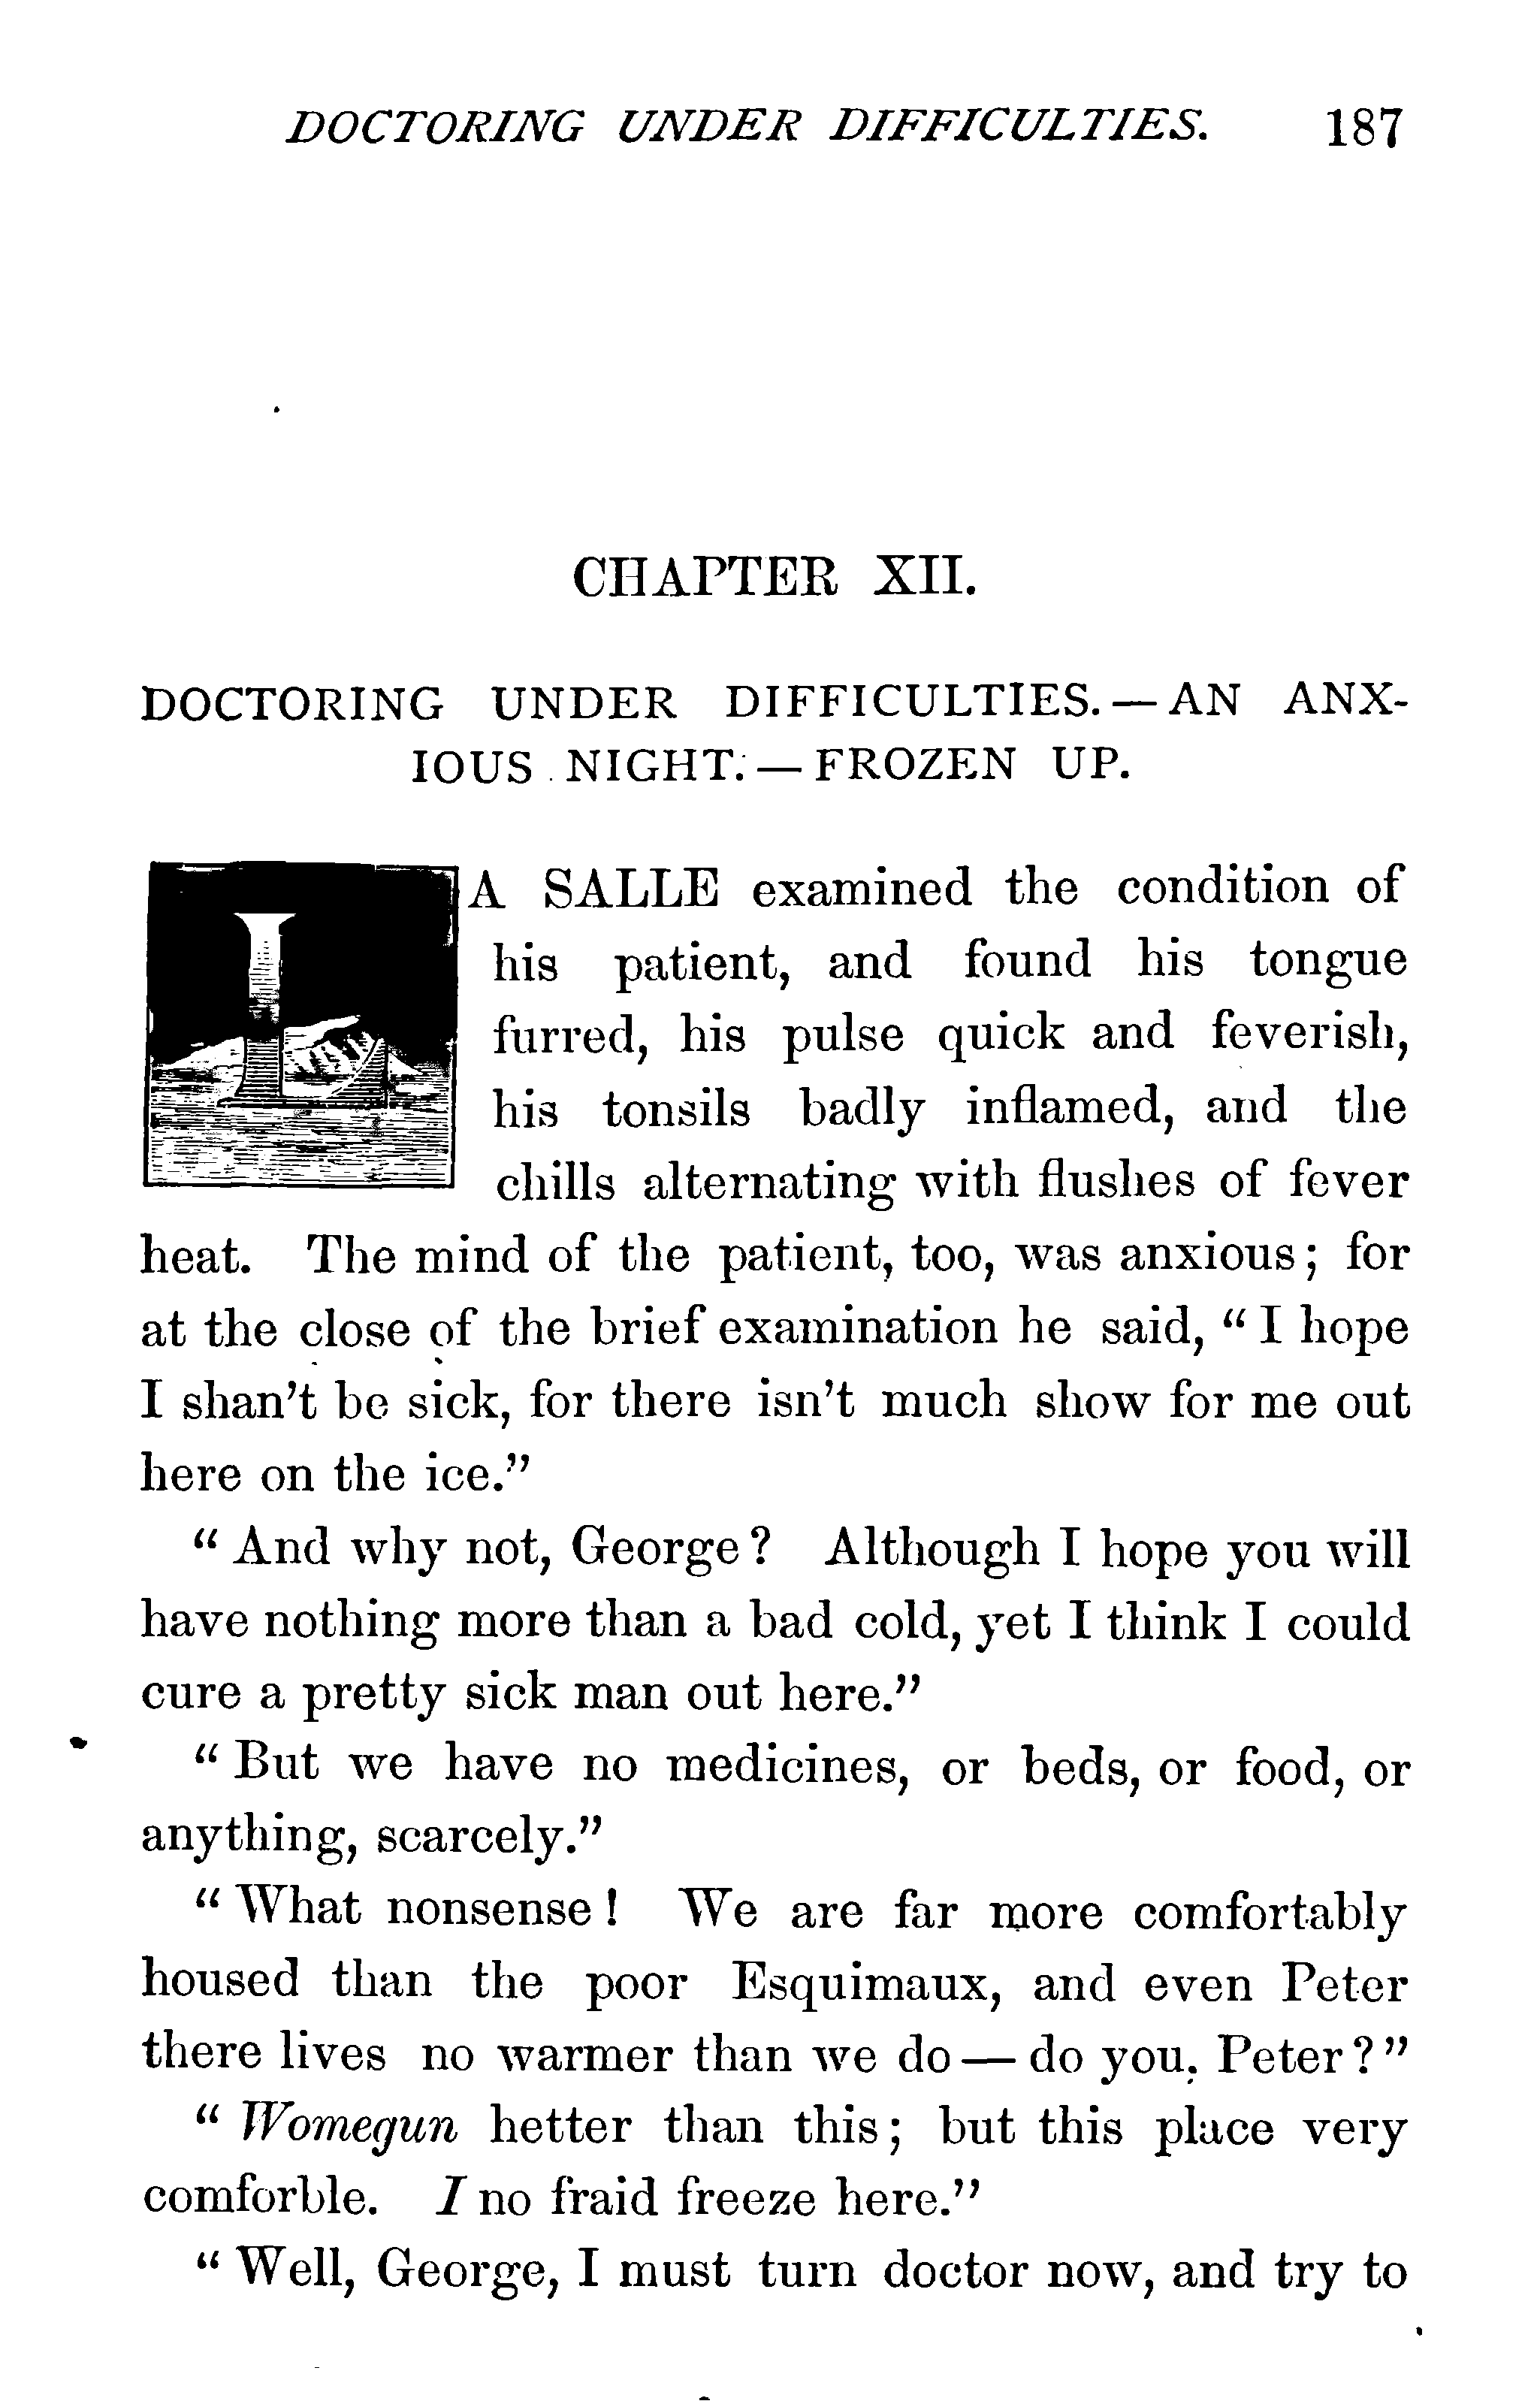 DOCTORING UNDER DIFFICULTIES. 187
CHAPTER XII.
DOCTORING UNDER DIFFICULTIES.—AN ANX-
IOUS NIGHT.—FROZEN UP.
LA SALLE examined the condition of
his patient, and found his tongue
furred, his pulse quick and feverish,
his tonsils badly inflamed, and the
chills alternating with flushes of fever
heat. The mind of the patient, too, was anxious; for
at the close of the brief examination he said, "I hope
I shan't be sick, for there isn't much show for me out
here on the ice."
"And why not, George? Although I hope you will
have nothing more than a bad cold, yet I think I could
cure a pretty sick man out here."
"But we have no medicines, or beds, or food, or
anything, scarcely."
"What nonsense! We are far more comfortably
housed than the poor Esquimaux, and even Peter
there lives no warmer than we do—do you, Peter?"
"Womegun hetter than this; but this place very
comforble. I no fraid freeze here."
"Well, George, I must turn doctor now, and try to